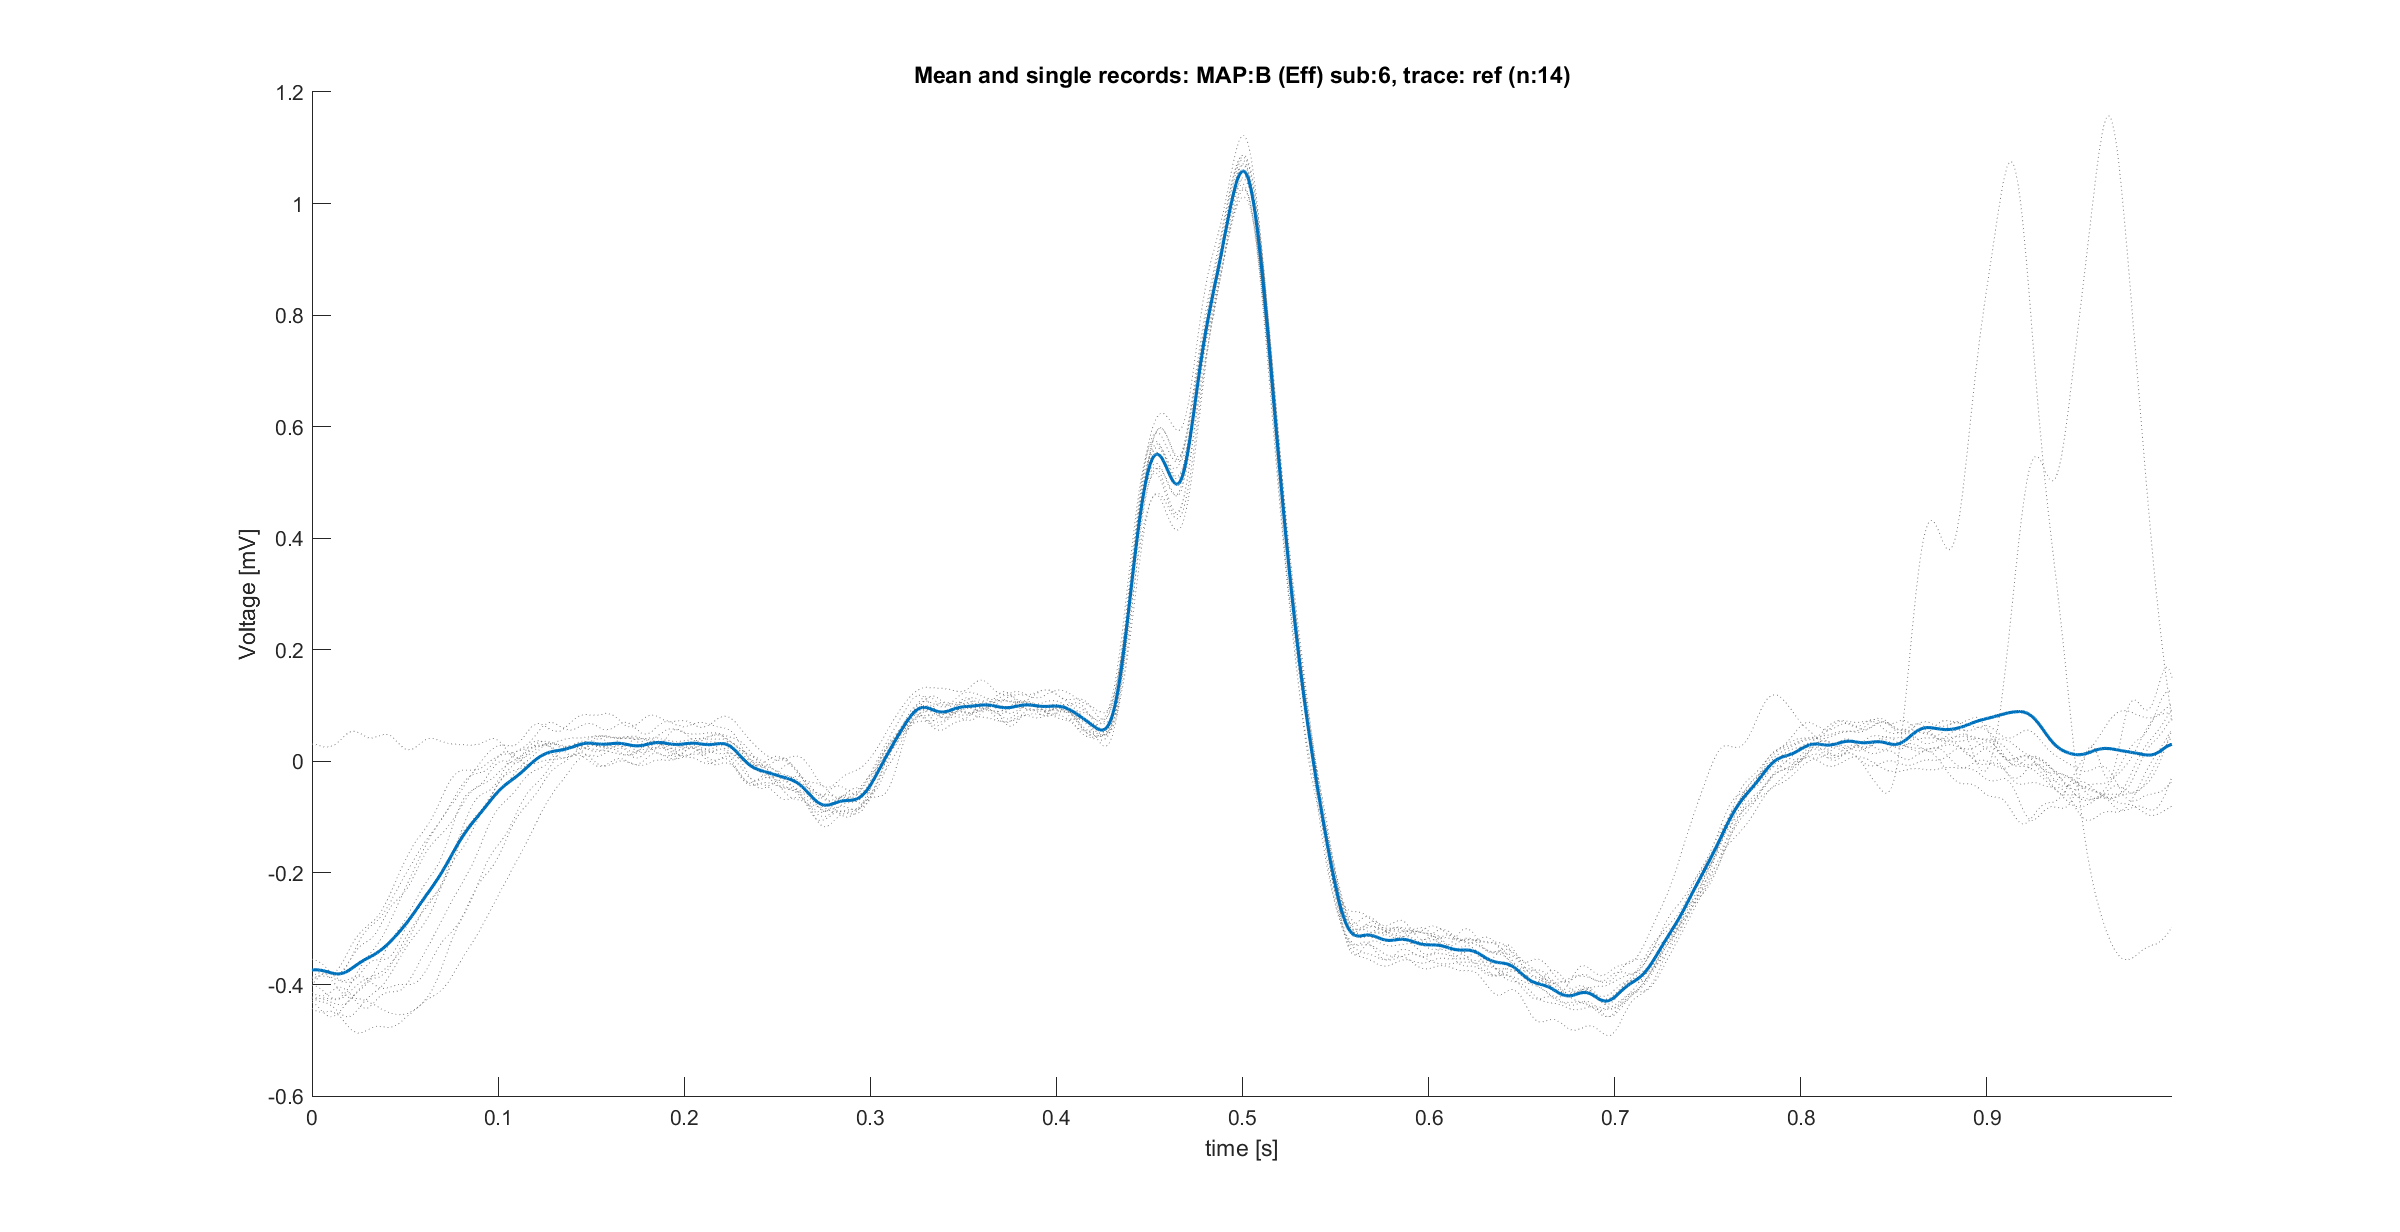 Mean and single records: MAP:B (Eff) sub:6, trace: ref (n:14)
1.2
1
0.8
0.6
0.4
0.2
0
-0.2
-0.4
-0.6
Voltage [mV]
0 0.1 0.2 0.3 0.4 0.5 0.6 0.7 0.8 0.9
time [s]